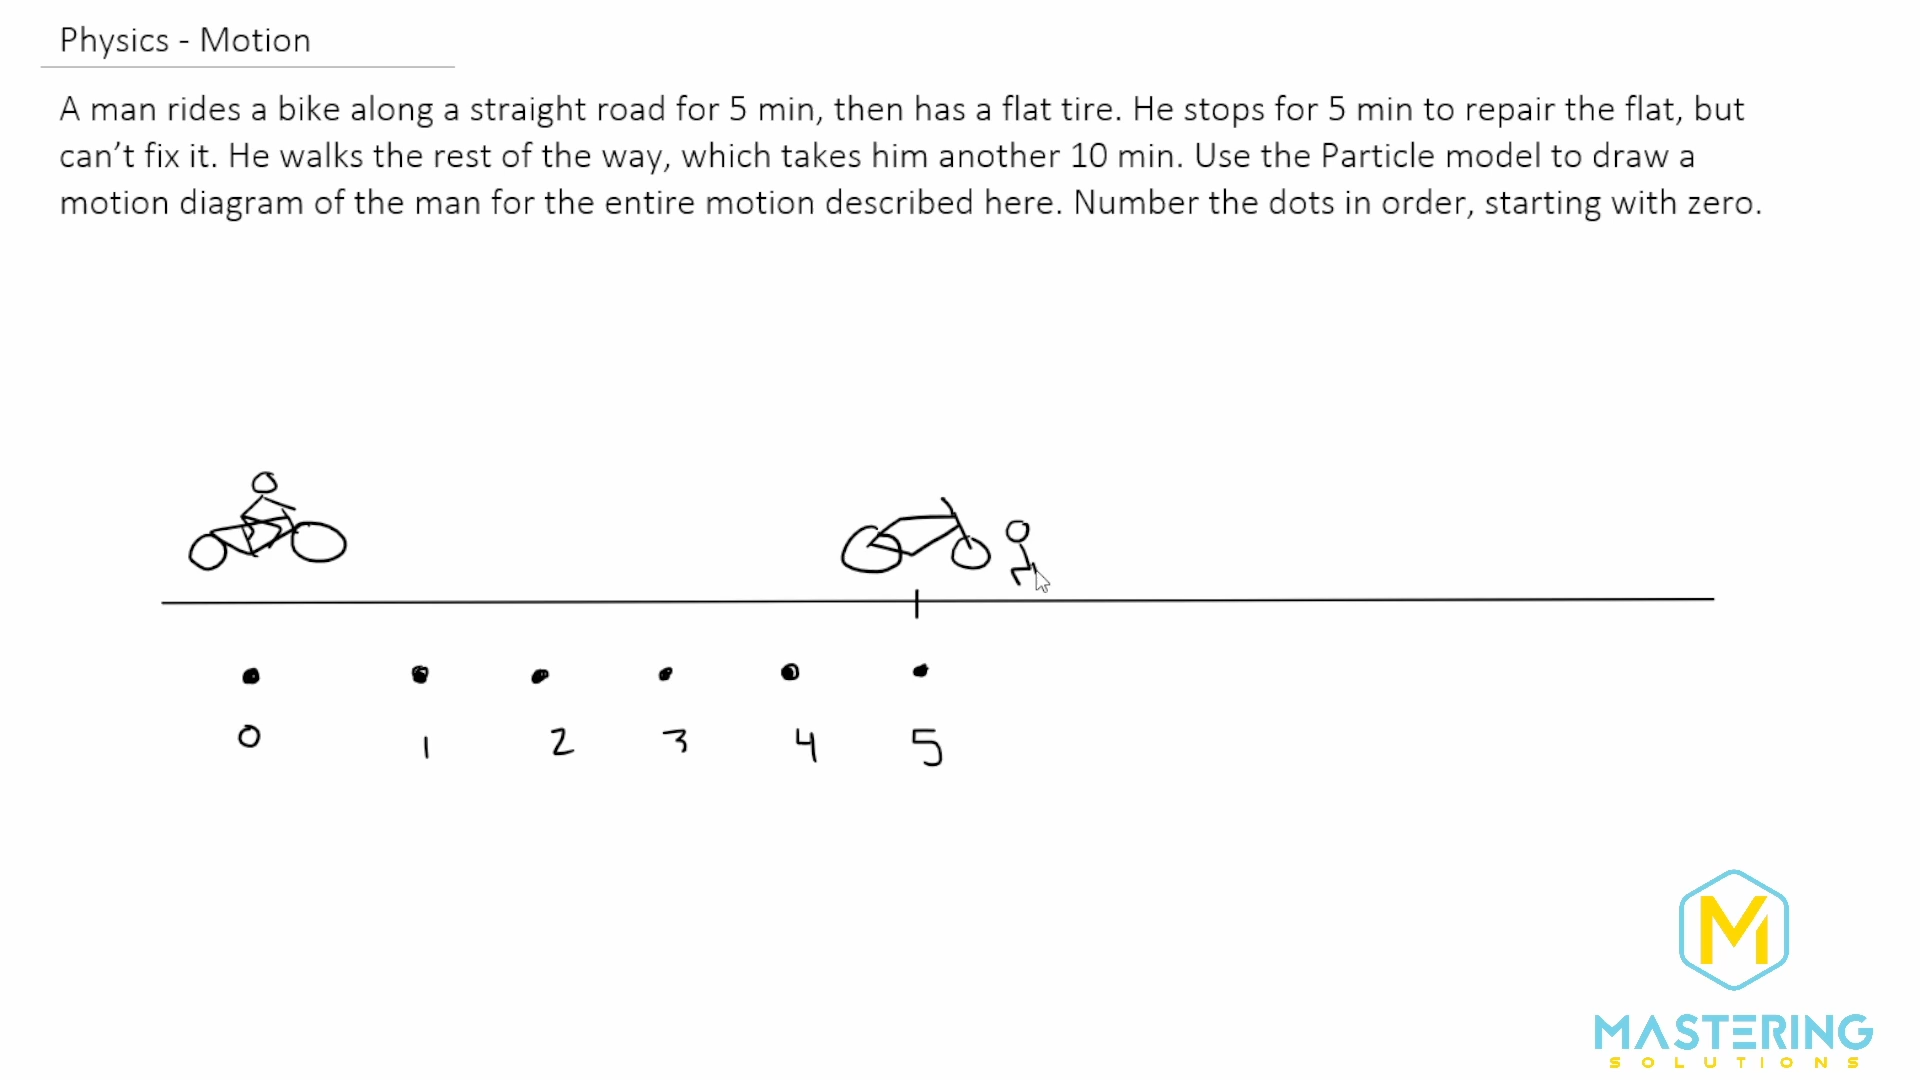 Physics - Motion
A man rides a bike along a straight road for 5 min, then has a flat tire. He stops for 5 min to repair the flat, but
can’t fix it. He walks the rest of the way, which takes him another 10 min. Use the Particle model to draw a
motion diagram of the man for the entire motion described here. Number the dots in order, starting with zero.
0 1 2 3 4 5
M
MASTERING
SOLUTIONS